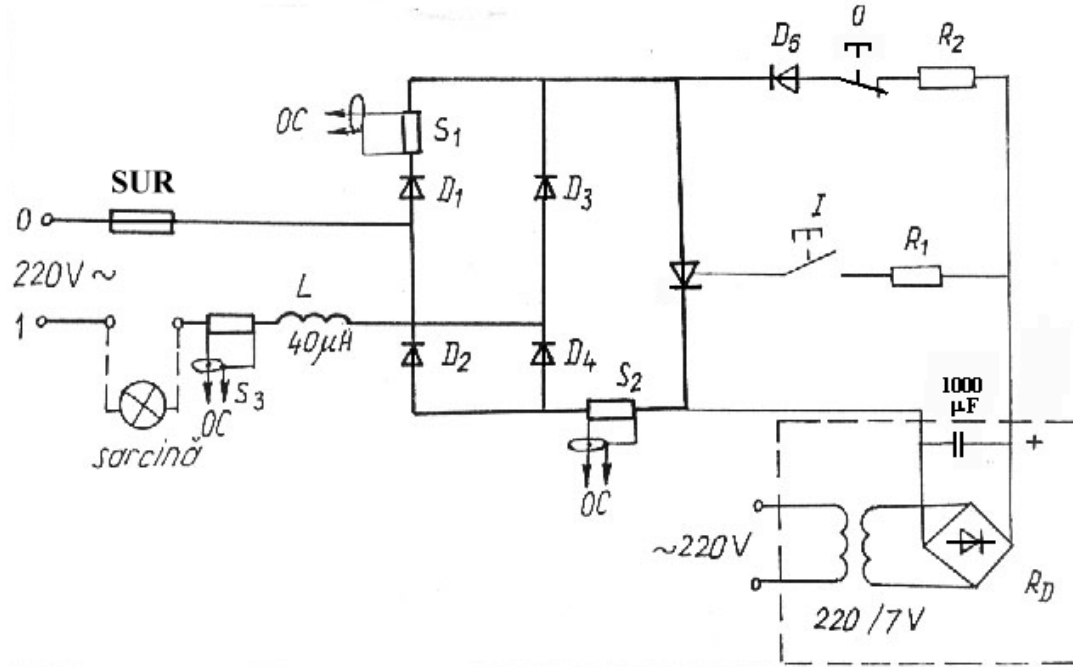 0
D6
R2
OC
S1
SUR
D1
D3
0
I
R1
220V ~
L
1
40μH
D2
D4
S2
S3
OC
sarcină
OC
1000
μF
+
~220V
RD
220/7V